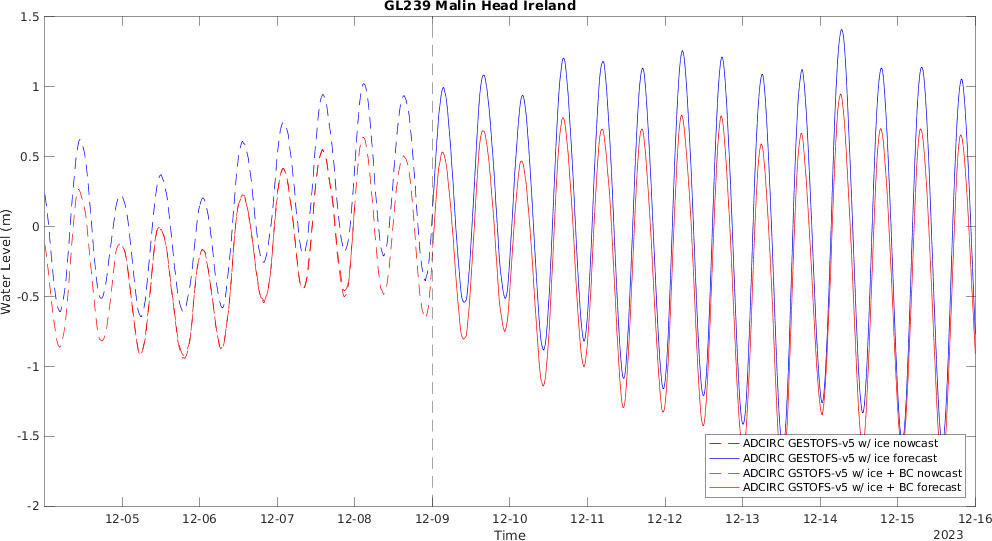 GL239 Malin Head Ireland
1.5
1
0.5
0
-0.5
-1
-1.5
-2
Water Level (m)
ADCIRC GESTOFS-v5 w/ ice nowcast
ADCIRC GESTOFS-v5 w/ ice forecast
ADCIRC GSTOFS-v5 w/ ice + BC nowcast
ADCIRC GSTOFS-v5 w/ ice + BC forecast
12-05 12-06 12-07 12-08 12-09 12-10 12-11 12-12 12-13 12-14 12-15 12-16
Time
2023